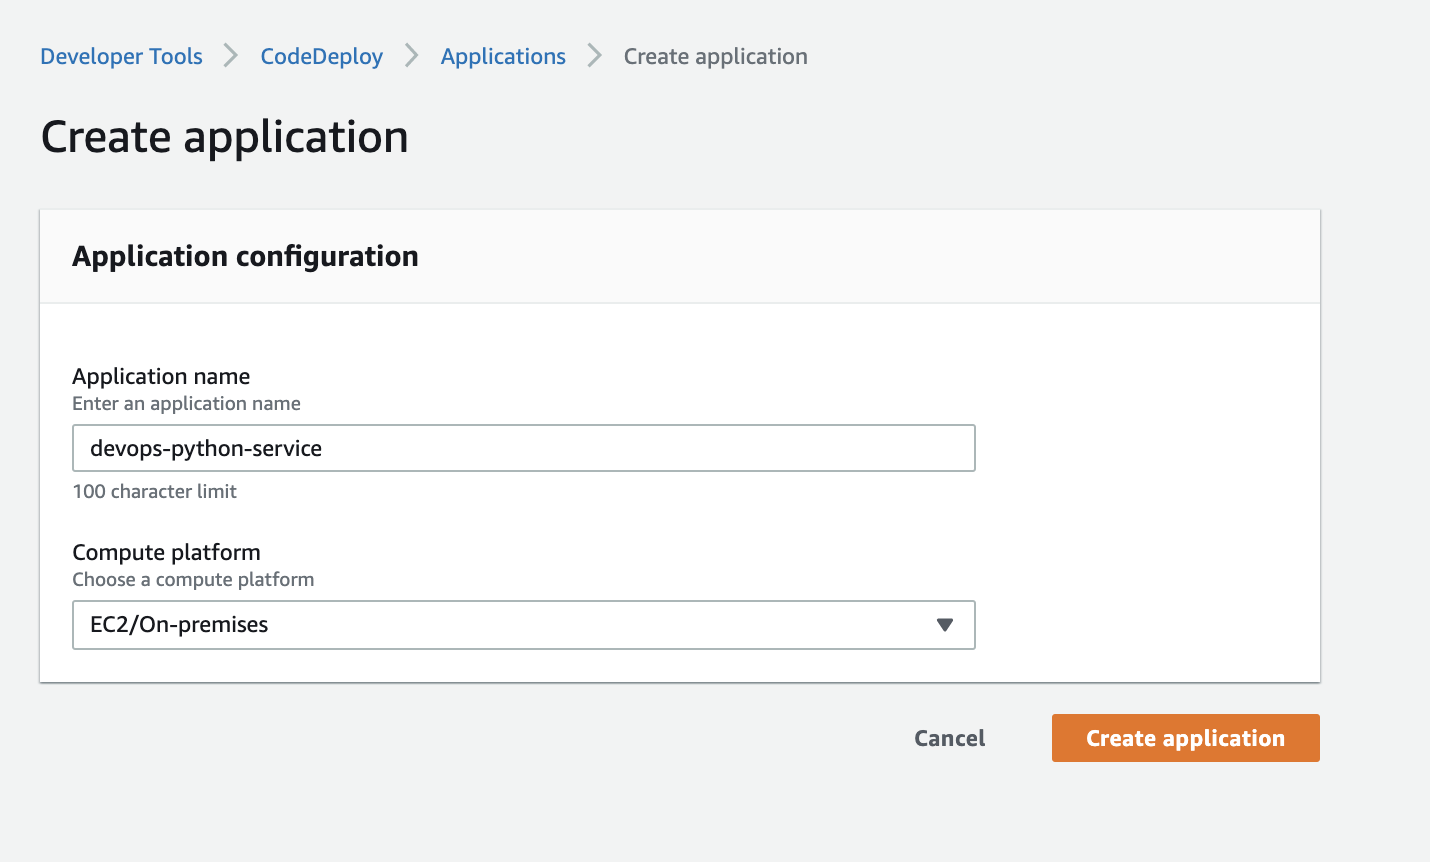 Developer Tools > CodeDeploy > Applications > Create application
Create application
Application configuration
Application name
Enter an application name
devops-python-service
100 character limit
Compute platform
Choose a compute platform
EC2/On-premises
Cancel Create application